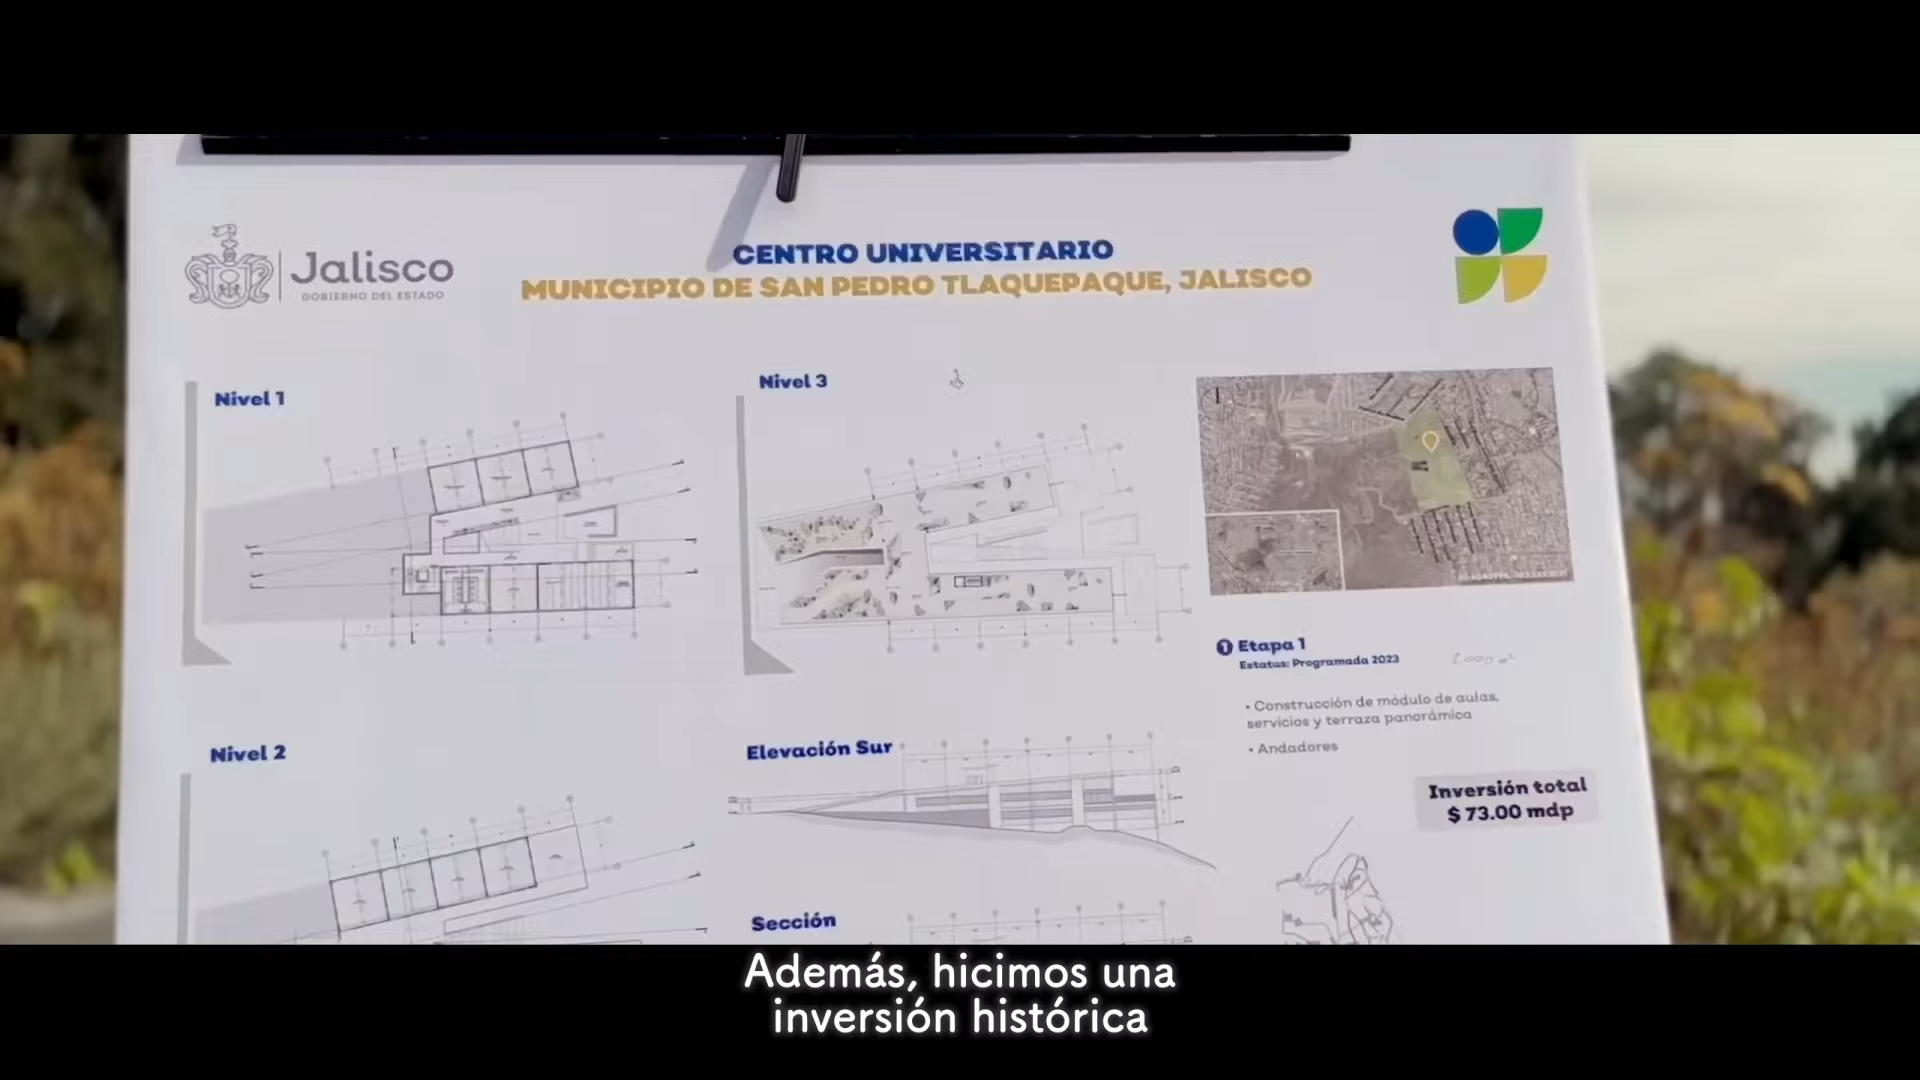 Jalisco
GOBIERNO DEL ESTADO
CENTRO UNIVERSITARIO
MUNICIPIO DE SAN PEDRO TLAQUEPAQUE, JALISCO
Nivel 1
Nivel 3
1 Etapa 1
Estatus: Programada 2023
• Construcción de módulo de aulas,
servicios y terraza panorámica
• Andadores
Nivel 2
Elevación Sur
Inversión total
$ 73.00 mdp
Sección
Además, hicimos una
inversión histórica